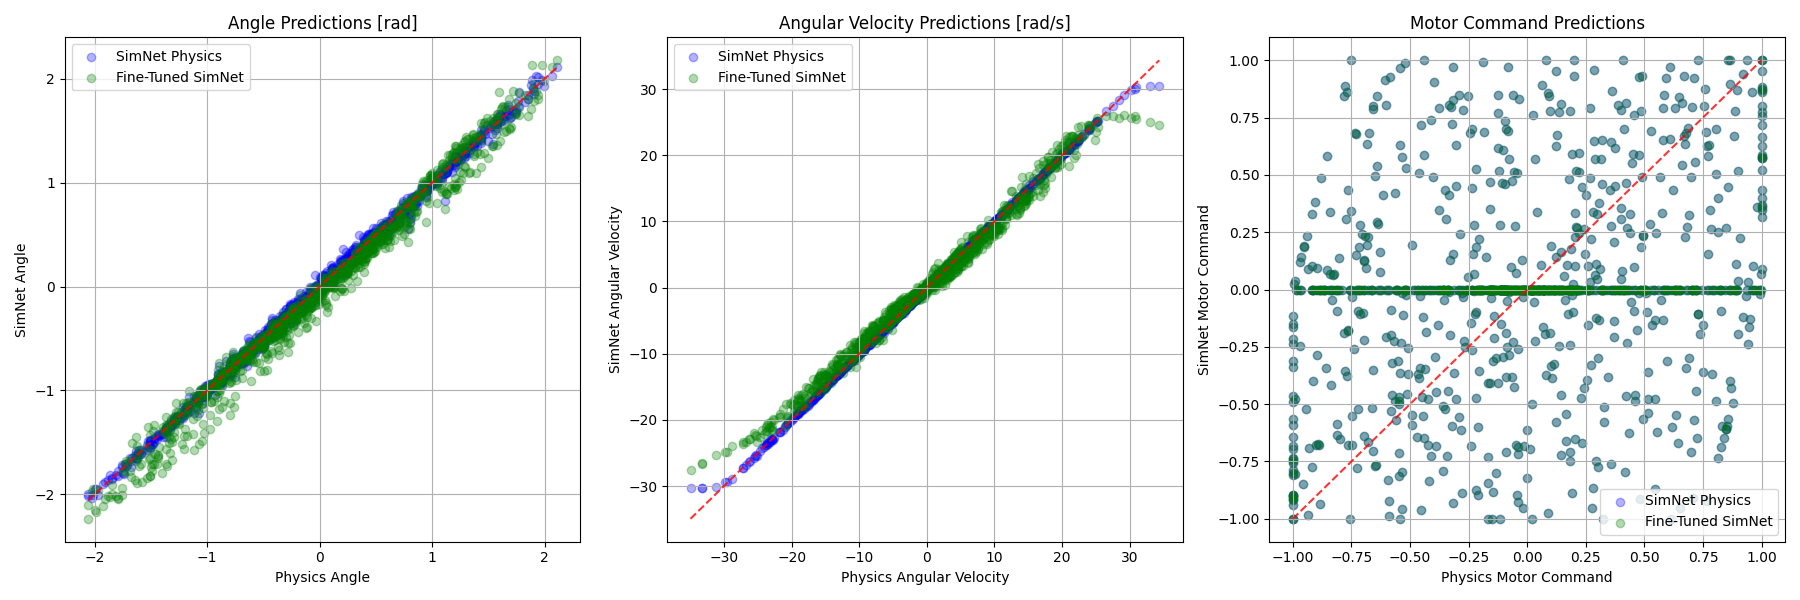 Angle Predictions [rad]
SimNet Physics
Fine-Tuned SimNet
2
1
0
−1
−2
SimNet Angle
−2
−1
0
1
2
Physics Angle
Angular Velocity Predictions [rad/s]
SimNet Physics
Fine-Tuned SimNet
30
20
10
0
−10
−20
−30
SimNet Angular Velocity
−30
−20
−10
0
10
20
30
Physics Angular Velocity
Motor Command Predictions
1.00
0.75
0.50
0.25
0.00
−0.25
−0.50
−0.75
−1.00
SimNet Motor Command
SimNet Physics
Fine-Tuned SimNet
−1.00
−0.75
−0.50
−0.25
0.00
0.25
0.50
0.75
1.00
Physics Motor Command